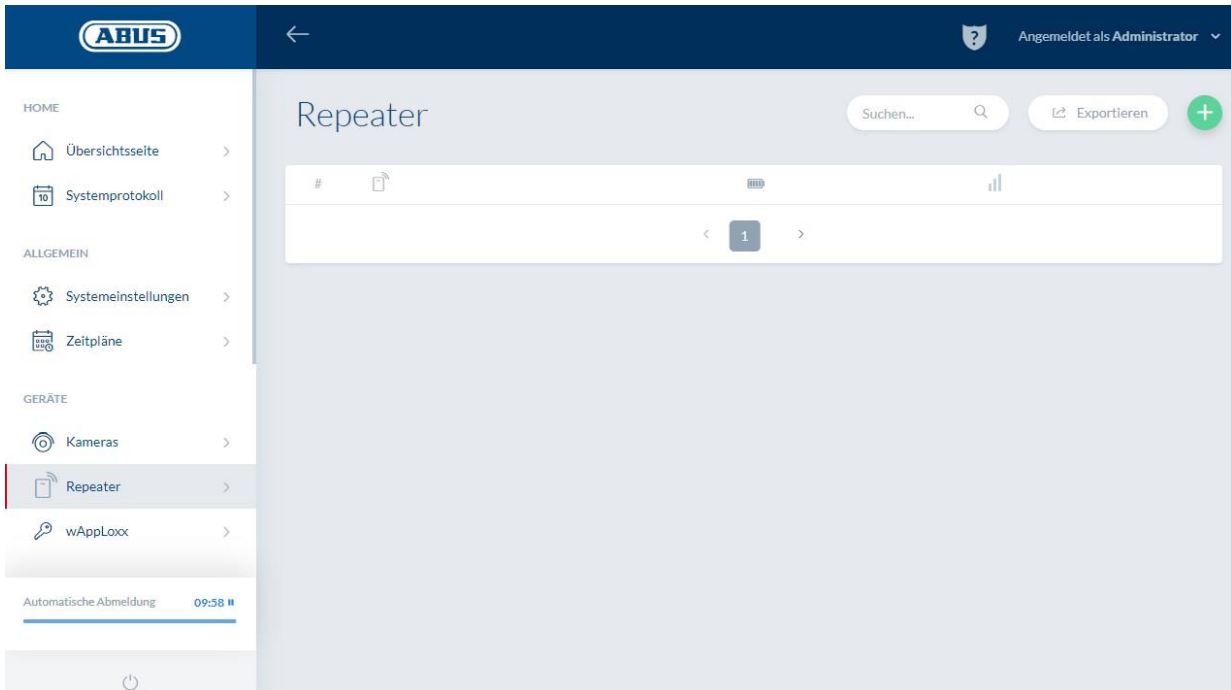 ABUS
Angemeldet als Administrator
HOME
Übersichtsseite
10 Systemprotokoll
ALLGEMEIN
Systemeinstellungen
Zeitpläne
GERÄTE
Kameras
Repeater
wAppLoxx
Automatische Abmeldung 09:58
Repeater
Suchen...
Exportieren
+
#
1